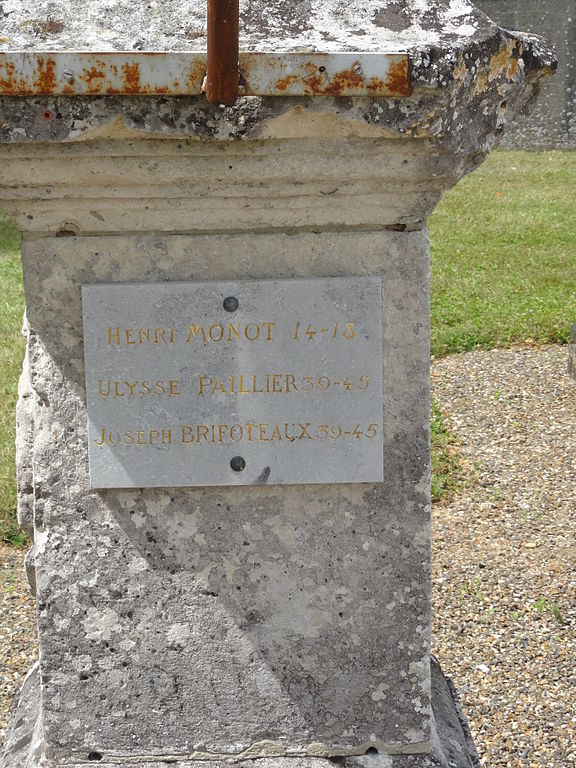 HENRI MONOT 14-18
ULYSSE PAILLIER 39-45
JOSEPH BRIFOTEAUX 39-45